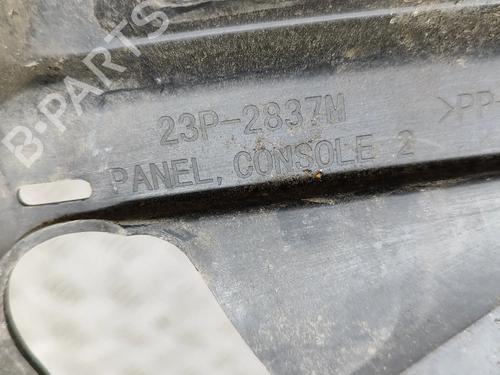 B-PARTS
23P-2837M
PANEL, CONSOLE 2
>PP